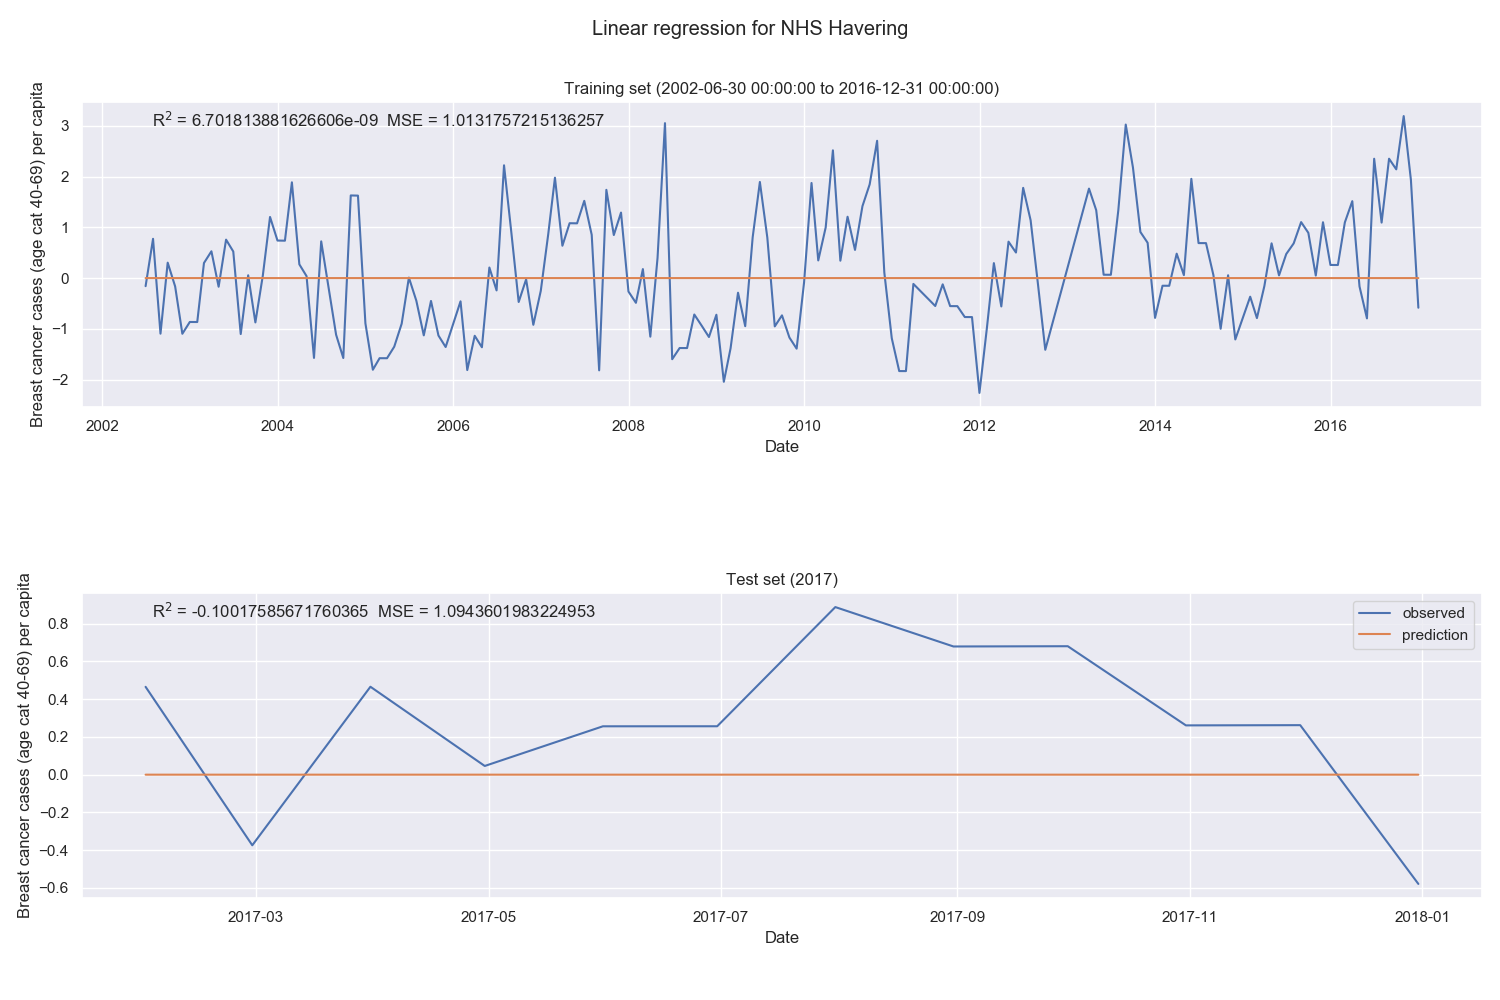 Linear regression for NHS Havering
Training set (2002-06-30 00:00:00 to 2016-12-31 00:00:00)
R² = 6.701813881626606e-09  MSE = 1.0131757215136257
Breast cancer cases (age cat 40-69) per capita
3
2
1
0
−1
−2
2002
2004
2006
2008
2010
2012
2014
2016
Date
Test set (2017)
R² = -0.10017585671760365  MSE = 1.0943601983224953
observed
prediction
Breast cancer cases (age cat 40-69) per capita
0.8
0.6
0.4
0.2
0.0
−0.2
−0.4
−0.6
2017-03
2017-05
2017-07
2017-09
2017-11
2018-01
Date